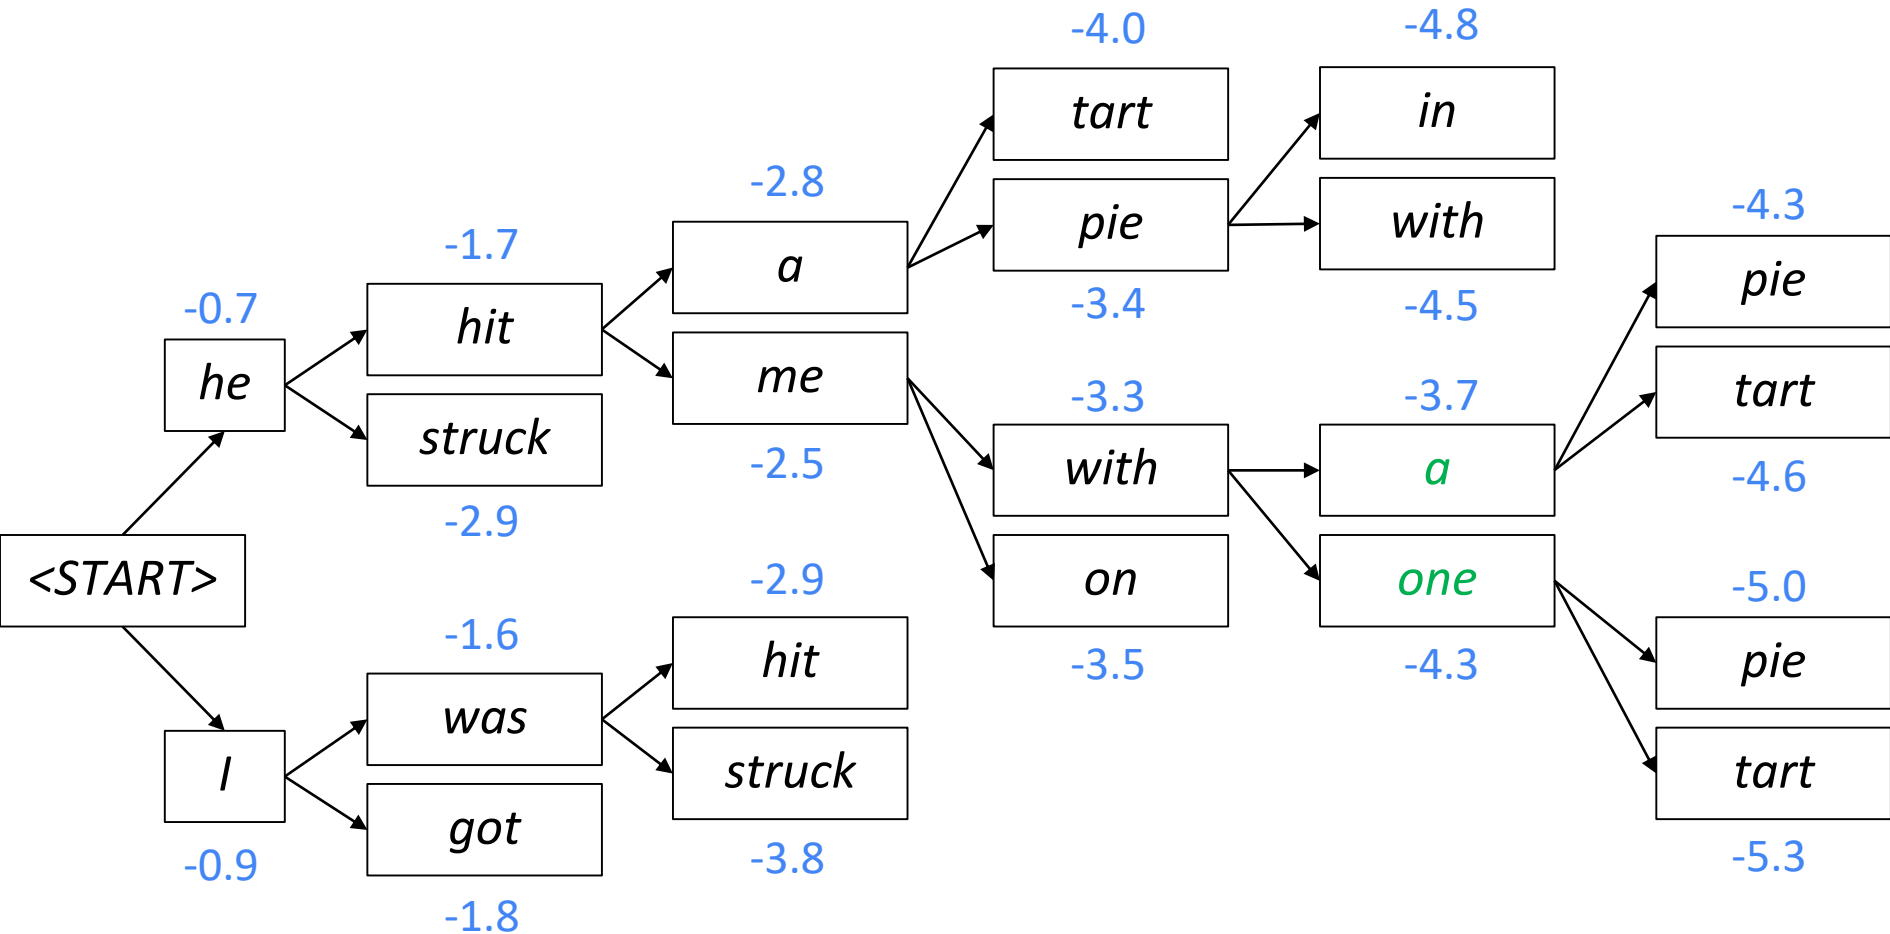 -4.0
-4.8
tart
in
-2.8
pie
with
-4.3
-1.7
a
-3.4
-4.5
pie
-0.7
hit
me
-3.3
-3.7
tart
he
struck
-2.5
with
a
-4.6
-2.9
<START>
-2.9
on
one
-5.0
-1.6
hit
-3.5
-4.3
pie
I
was
struck
tart
-0.9
got
-3.8
-5.3
-1.8